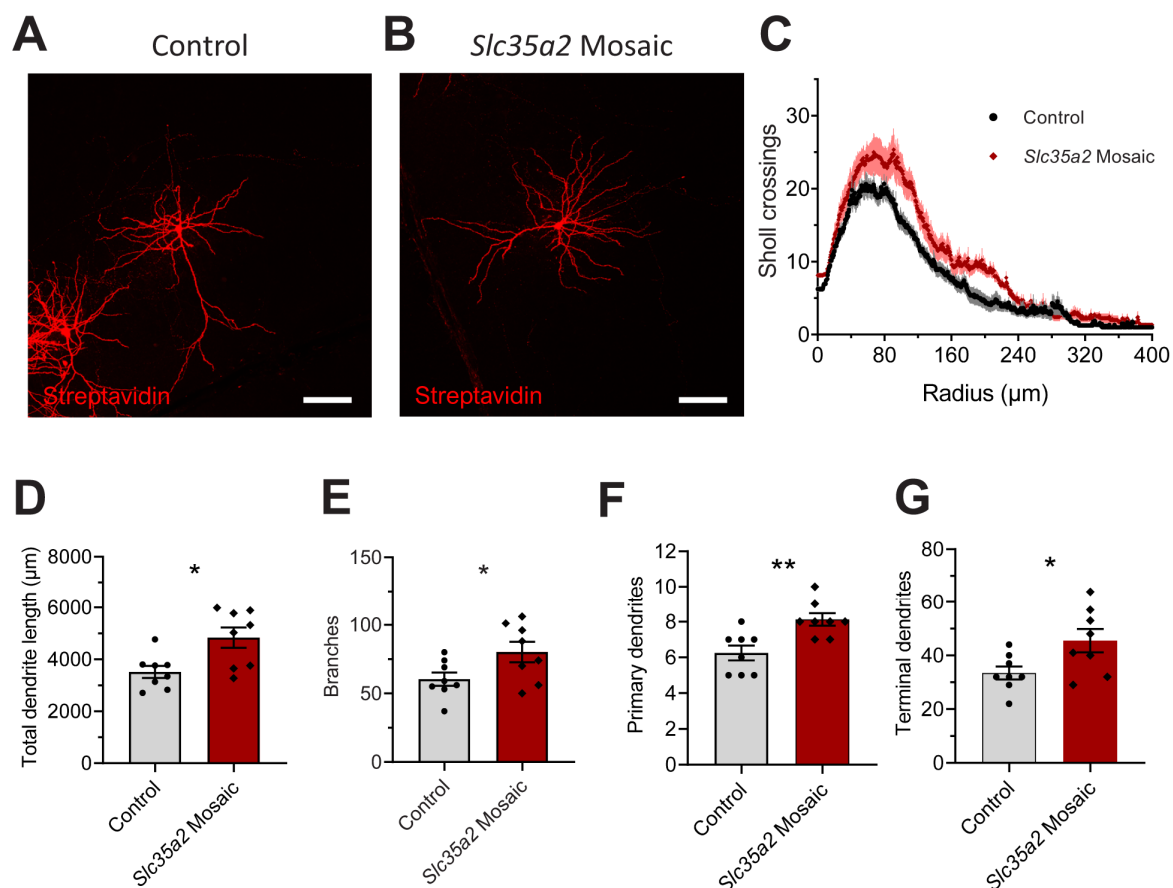 A
Control
B
Slc35a2 Mosaic
C
Streptavidin
Streptavidin
Sholl crossings
30
20
10
0
0
80
160
240
320
400
Radius (µm)
Control
Slc35a2 Mosaic
D
Total dendrite length (µm)
8000
6000
4000
2000
0
*
Control
Slc35a2 Mosaic
E
Branches
150
100
50
0
*
Control
Slc35a2 Mosaic
F
Primary dendrites
12
10
8
6
4
2
0
**
Control
Slc35a2 Mosaic
G
Terminal dendrites
80
60
40
20
0
*
Control
Slc35a2 Mosaic